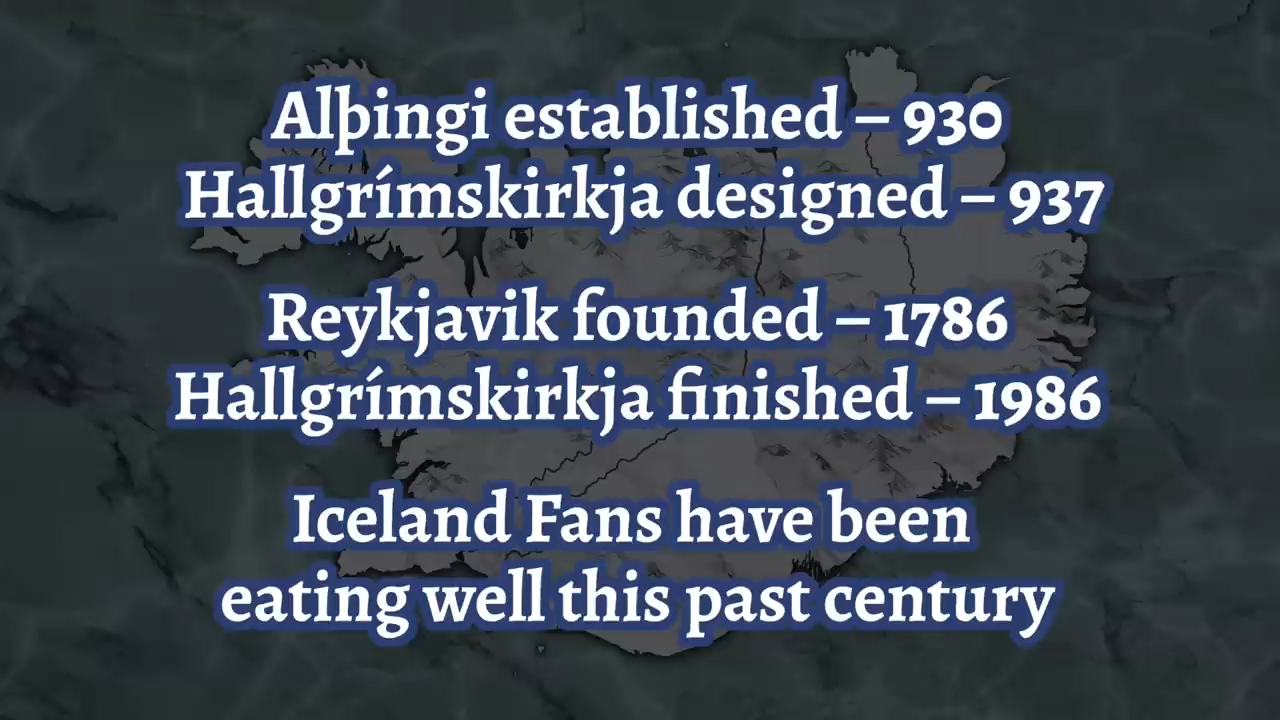 Alþingi established – 930
Hallgrímskirkja designed – 937
Reykjavik founded – 1786
Hallgrímskirkja finished – 1986
Iceland Fans have been
eating well this past century